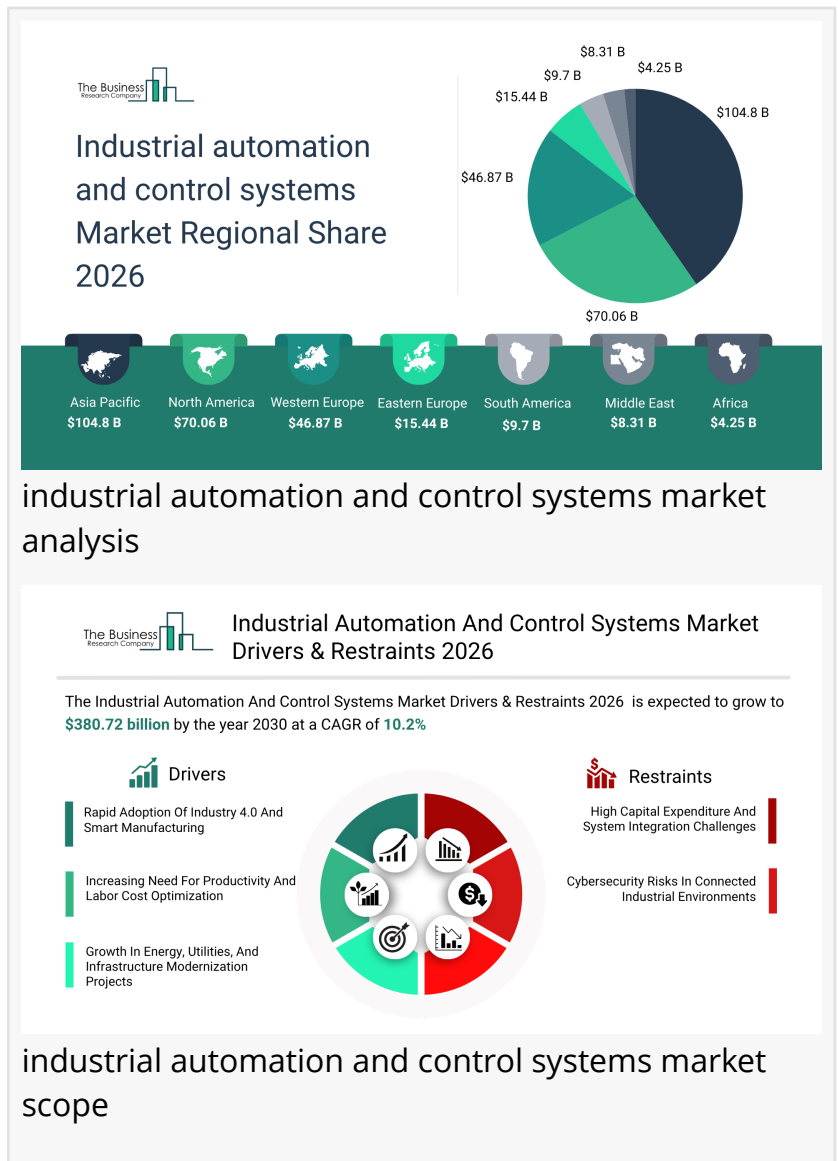 The Business
Research Company
Industrial automation
and control systems
Market Regional Share
2026
$8.31 B
$4.25 B
$9.7 B
$15.44 B
$104.8 B
$46.87 B
$70.06 B
Asia Pacific
$104.8 B
North America
$70.06 B
Western Europe
$46.87 B
Eastern Europe
$15.44 B
South America
$9.7 B
Middle East
$8.31 B
Africa
$4.25 B
industrial automation and control systems market
analysis
The Business
Research Company
Industrial Automation And Control Systems Market
Drivers & Restraints 2026
The Industrial Automation And Control Systems Market Drivers & Restraints 2026 is expected to grow to
$380.72 billion by the year 2030 at a CAGR of 10.2%
Drivers
Rapid Adoption Of Industry 4.0 And
Smart Manufacturing
Increasing Need For Productivity And
Labor Cost Optimization
Growth In Energy, Utilities, And
Infrastructure Modernization
Projects
Restraints
High Capital Expenditure And
System Integration Challenges
Cybersecurity Risks In Connected
Industrial Environments
industrial automation and control systems market
scope